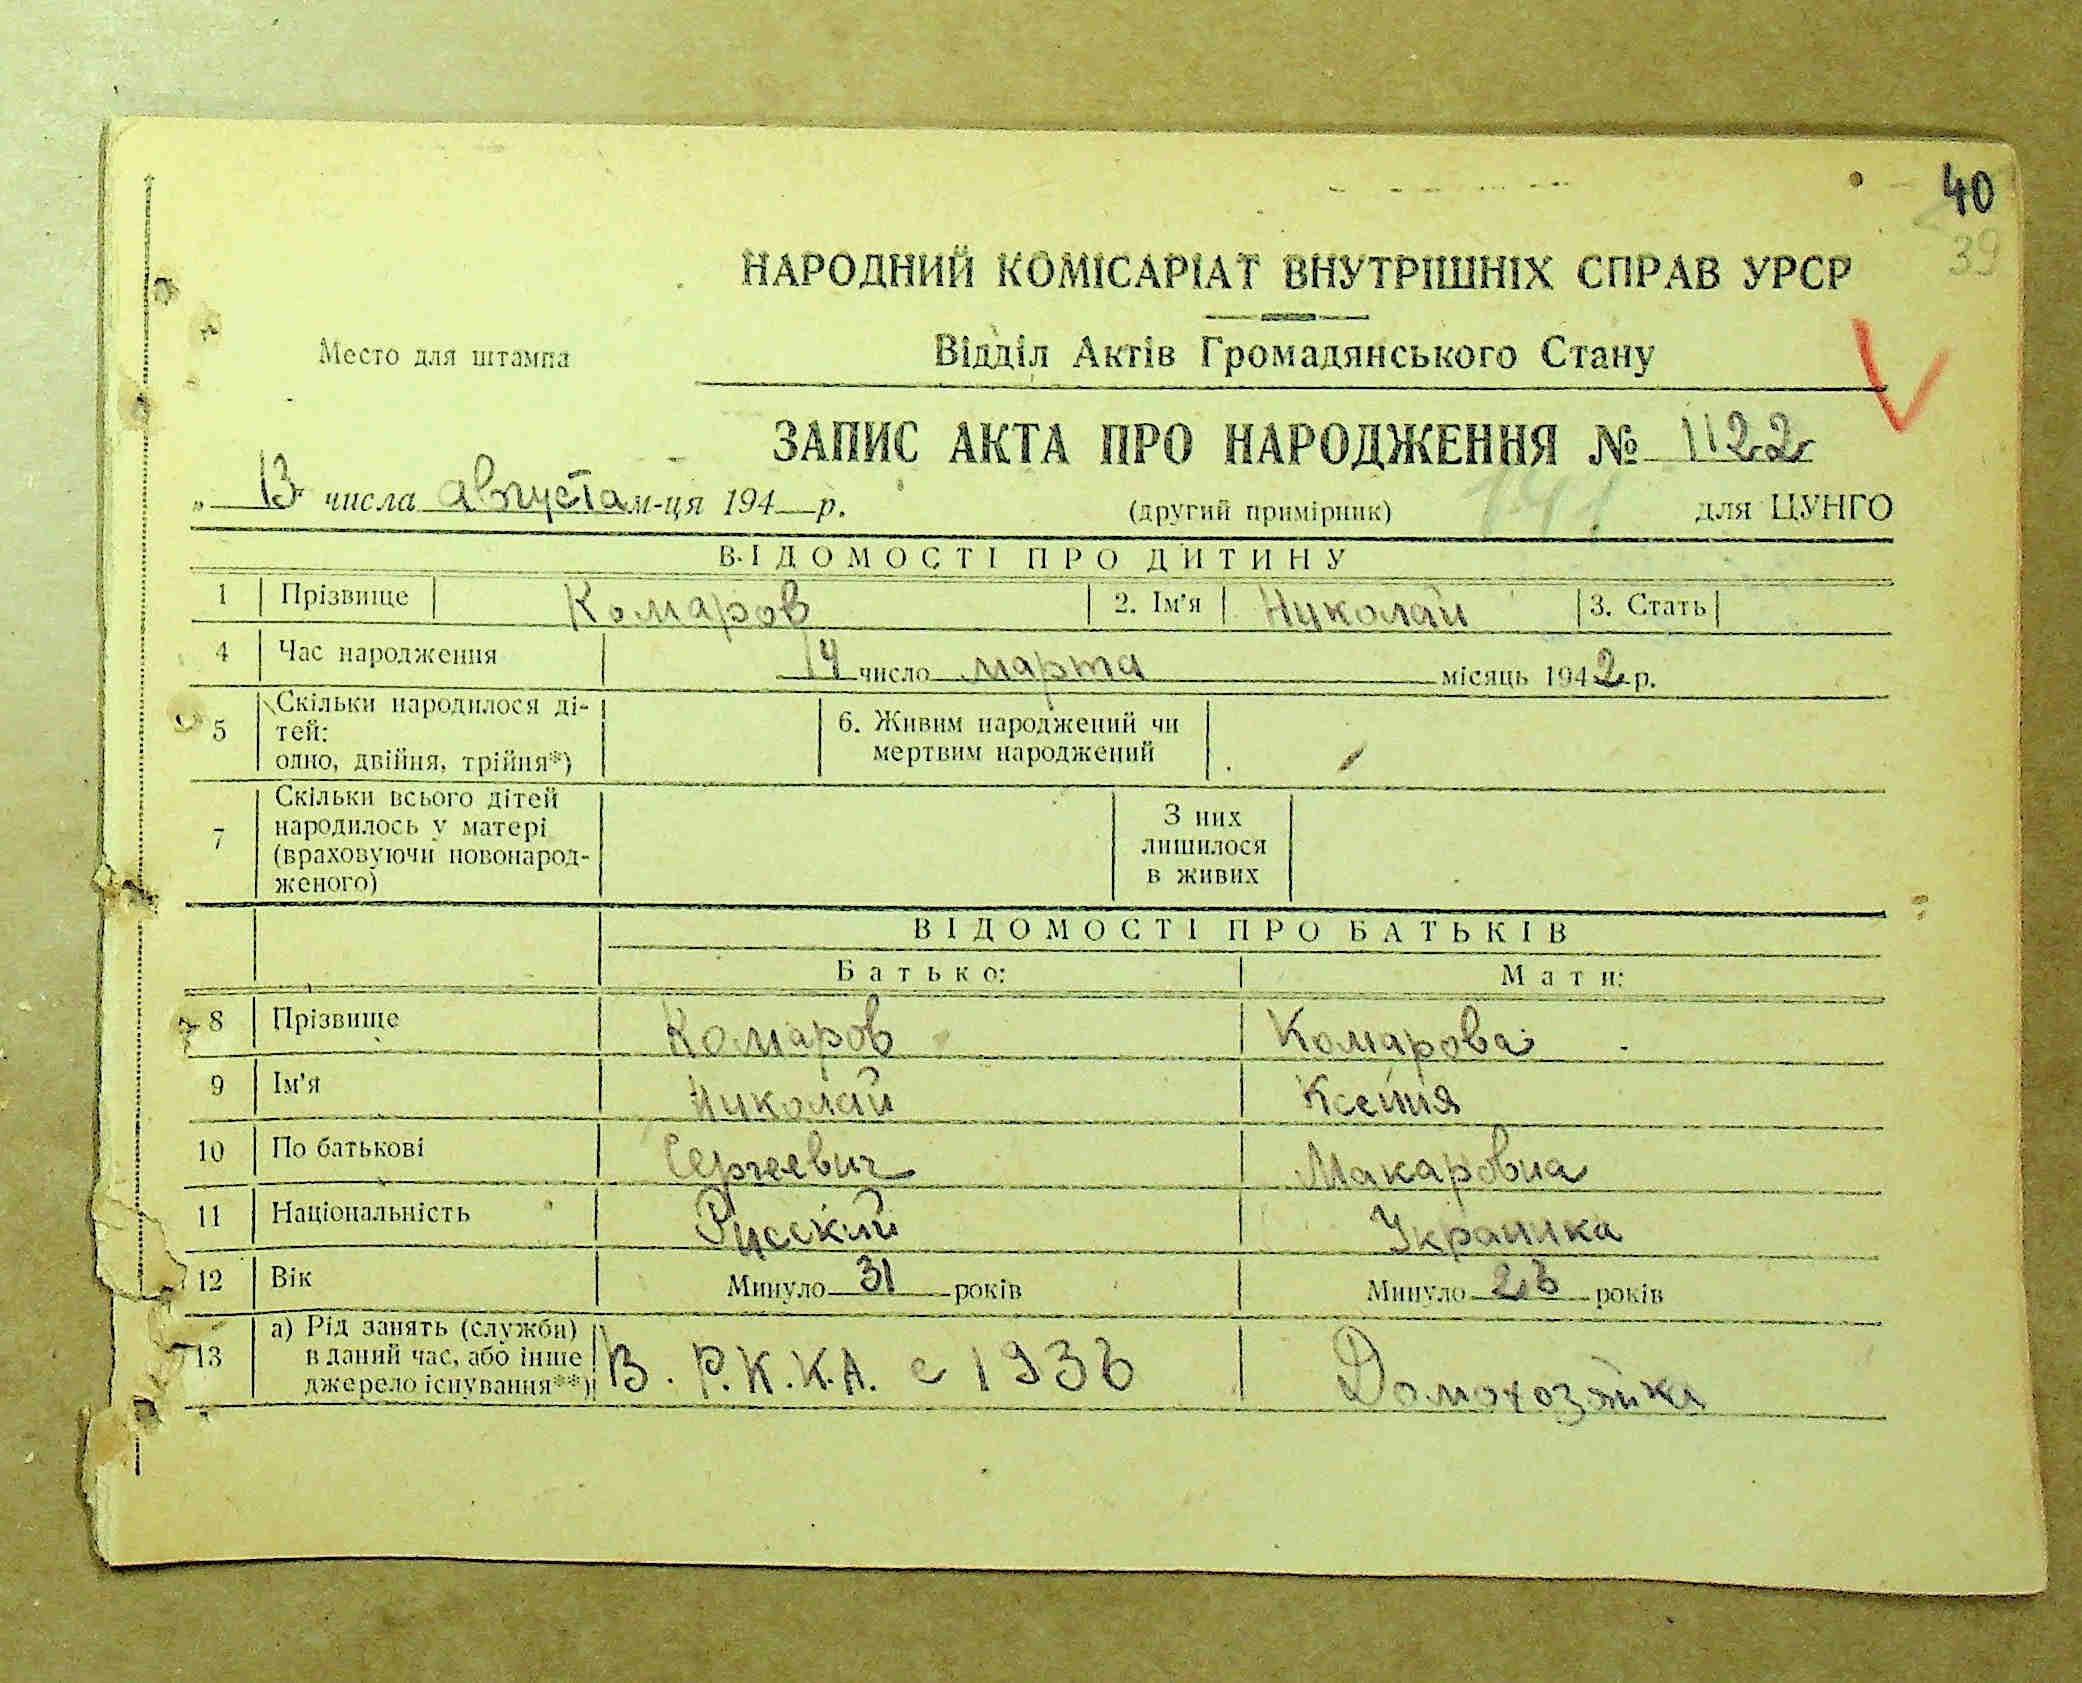 40
39
НАРОДНИЙ КОМІСАРІАТ ВНУТРІШНІХ СПРАВ УРСР
Место для штампа
Відділ Актів Громадянського Стану
ЗАПИС АКТА ПРО НАРОДЖЕННЯ № 1122
„ 13 числа августа м-ця 194 р.
(другий примірник)
для ЦУНГО
ВІДОМОСТІ ПРО ДИТИНУ
1 Прізвище Комаров 2. Ім'я Николай 3. Стать
4 Час народження 14 число марта місяць 1942 р.
5 Скільки народилося ді-
тей:
одно, двійня, трійня*)
6. Живим народжений чи
мертвим народжений
7 Скільки всього дітей
народилось у матері
(враховуючи новонарод-
женого)
З них
лишилося
в живих
ВІДОМОСТІ ПРО БАТЬКІВ
Батько: Мати:
8 Прізвище Комаров Комарова
9 Ім'я Николай Ксения
10 По батькові Сергеевич Макаровна
11 Національність Русский Украинка
12 Вік Минуло 31 років Минуло 23 років
13 а) Рід занять (служби)
в даний час, або інше
джерело існування**)
В. Р.К.К.А. с 1936 Домохозяйка